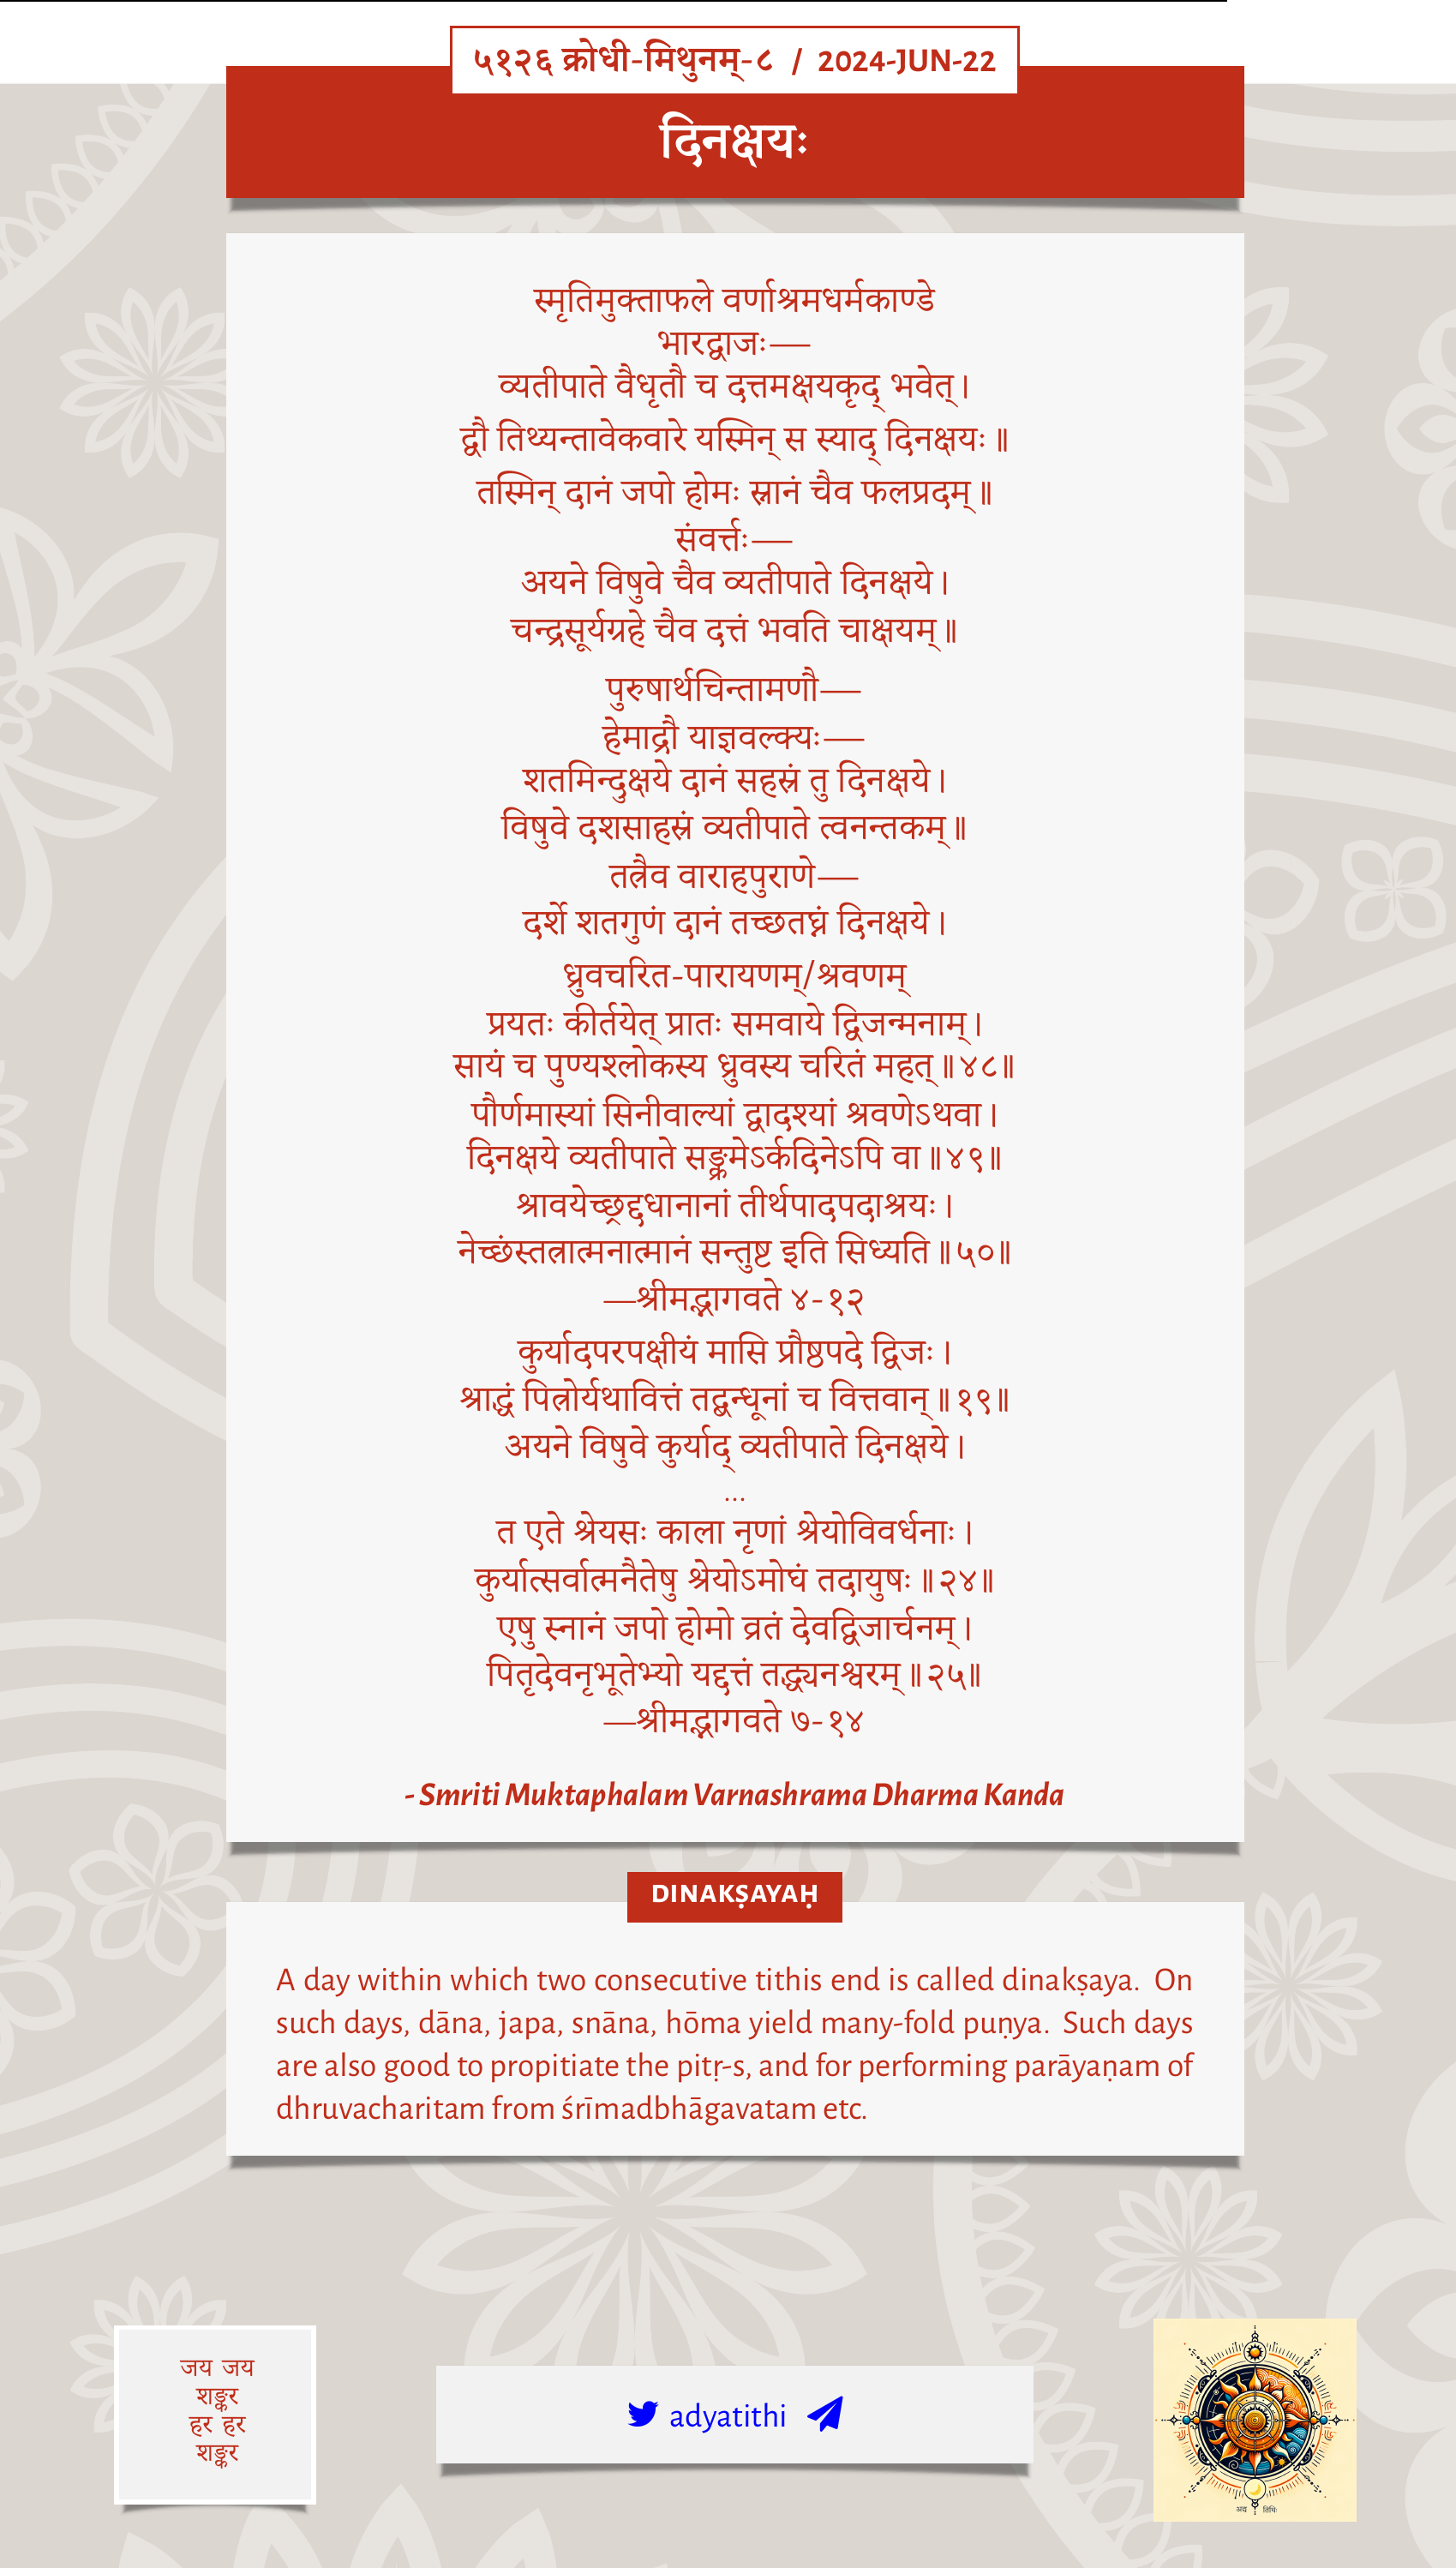 ५१२६ क्रोधी-मिथुनम्-८ / 2024-JUN-22
दिनक्षयः
स्मृतिमुक्ताफले वर्णाश्रमधर्मकाण्डे
भारद्वाजः—
व्यतीपाते वैधृतौ च दत्तमक्षयकृद् भवेत्।
द्वौ तिथ्यन्तावेकवारे यस्मिन् स स्याद् दिनक्षयः॥
तस्मिन् दानं जपो होमः स्नानं चैव फलप्रदम्॥
संवर्त्तः—
अयने विषुवे चैव व्यतीपाते दिनक्षये।
चन्द्रसूर्यग्रहे चैव दत्तं भवति चाक्षयम्॥
पुरुषार्थचिन्तामणौ—
हेमाद्रौ याज्ञवल्क्यः—
शतमिन्दुक्षये दानं सहस्रं तु दिनक्षये।
विषुवे दशसाहस्रं व्यतीपाते त्वनन्तकम्॥
तत्रैव वाराहपुराणे—
दर्शे शतगुणं दानं तच्छतघ्नं दिनक्षये।
ध्रुवचरित-पारायणम्/श्रवणम्
प्रयतः कीर्तयेत् प्रातः समवाये द्विजन्मनाम्।
सायं च पुण्यश्लोकस्य ध्रुवस्य चरितं महत्॥४८॥
पौर्णमास्यां सिनीवाल्यां द्वादश्यां श्रवणेऽथवा।
दिनक्षये व्यतीपाते सङ्क्रमेऽर्कदिनेऽपि वा॥४९॥
श्रावयेच्छ्रद्दधानानां तीर्थपादपदाश्रयः।
नेच्छंस्तत्रात्मनात्मानं सन्तुष्ट इति सिध्यति॥५०॥
—श्रीमद्भागवते ४-१२
कुर्यादपरपक्षीयं मासि प्रौष्ठपदे द्विजः।
श्राद्धं पित्रोर्यथावित्तं तद्बन्धूनां च वित्तवान्॥१९॥
अयने विषुवे कुर्याद् व्यतीपाते दिनक्षये।
...
त एते श्रेयसः काला नृणां श्रेयोविवर्धनाः।
कुर्यात्सर्वात्मनैतेषु श्रेयोऽमोघं तदायुषः॥२४॥
एषु स्नानं जपो होमो व्रतं देवद्विजार्चनम्।
पितृदेवनृभूतेभ्यो यद्दत्तं तद्ध्यनश्वरम्॥२५॥
—श्रीमद्भागवते ७-१४
- Smriti Muktaphalam Varnashrama Dharma Kanda
DINAKṢAYAḤ
A day within which two consecutive tithis end is called dinakṣaya. On
such days, dāna, japa, snāna, hōma yield many-fold puṇya. Such days
are also good to propitiate the pitṛ-s, and for performing parāyaṇam of
dhruvacharitam from śrīmadbhāgavatam etc.
जय जय
शङ्कर
हर हर
शङ्कर
adyatithi
अद्य तिथिः